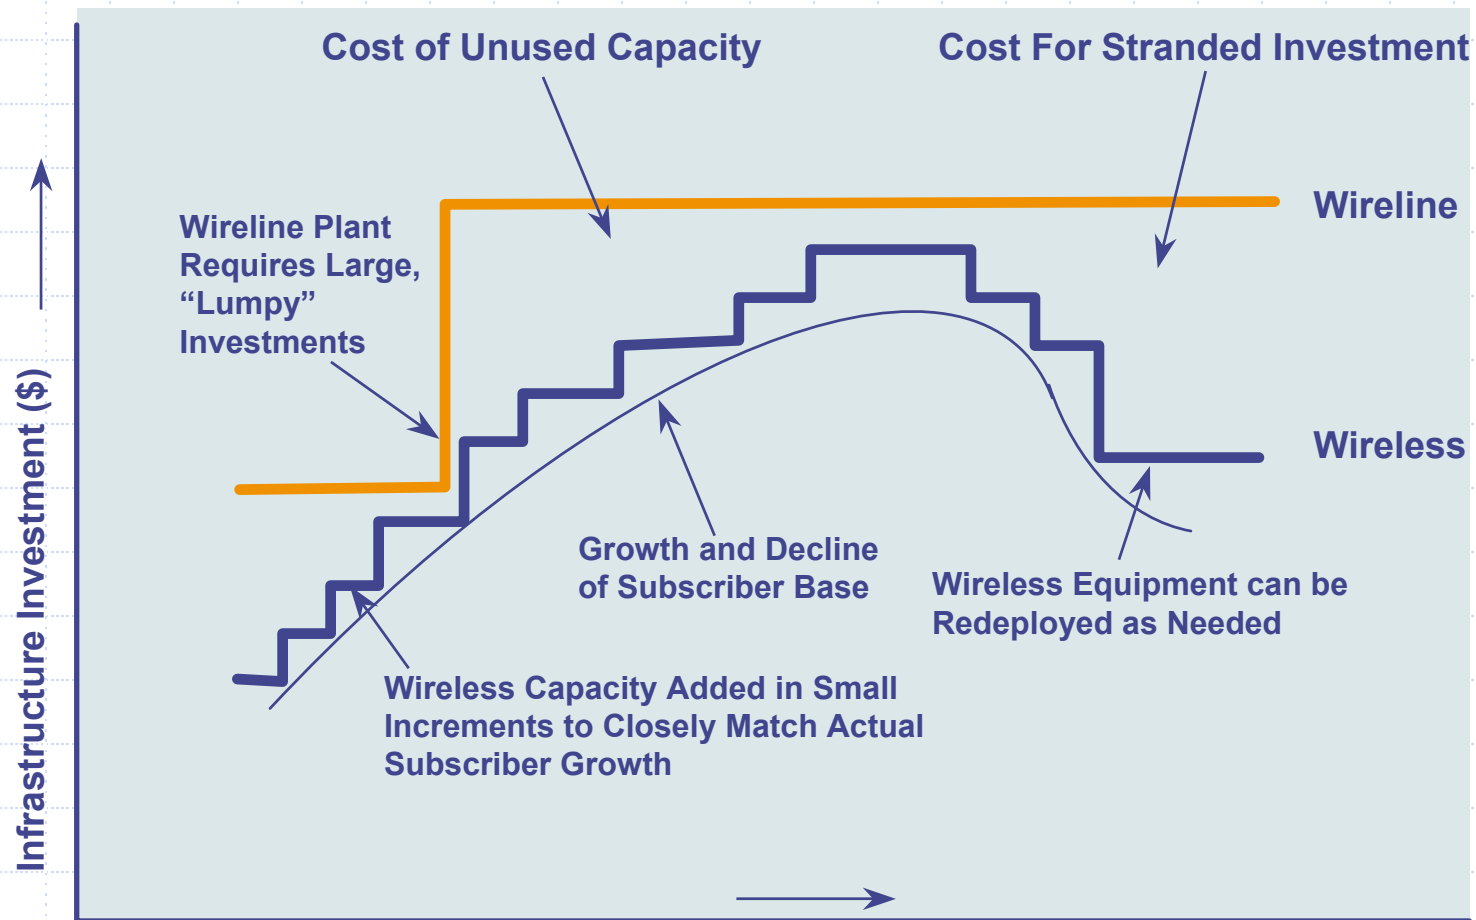 Cost of Unused Capacity
Cost For Stranded Investment
Wireline Plant
Requires Large,
“Lumpy”
Investments
Wireline
Wireless
Infrastructure Investment ($)
Growth and Decline
of Subscriber Base
Wireless Equipment can be
Redeployed as Needed
Wireless Capacity Added in Small
Increments to Closely Match Actual
Subscriber Growth